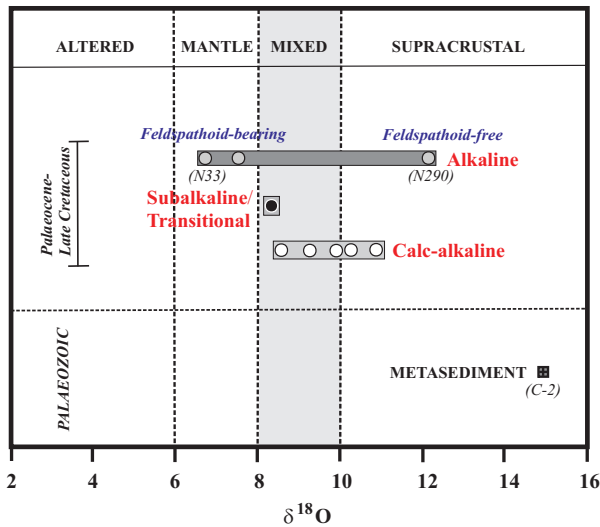 ALTERED MANTLE MIXED SUPRACRUSTAL
Feldspathoid-bearing Feldspathoid-free
Alkaline
(N33) (N290)
Subalkaline/
Transitional
Calc-alkaline
Palaeocene-
Late Cretaceous
PALAEOZOIC
METASEDIMENT
(C-2)
2 4 6 8 10 12 14 16
δ18O